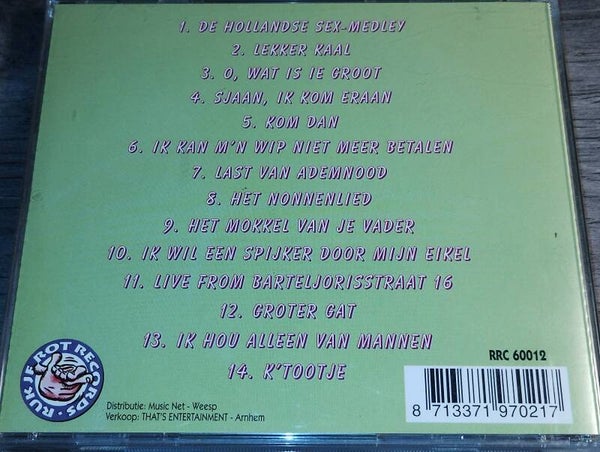 1. DE HOLLANDSE SEX-MEDLEY
2. LEKKER KAAL
3. O, WAT IS IE GROOT
4. SJAAN, IK KOM ERAAN
5. KOM DAN
6. IK KAN M'N WIP NIET MEER BETALEN
7. LAST VAN ADEMNOOD
8. HET NONNENLIED
9. HET MOKKEL VAN JE VADER
10. IK WIL EEN SPIJKER DOOR MIJN EIKEL
11. LIVE FROM BARTELJORISSTRAAT 16
12. GROTER GAT
13. IK HOU ALLEEN VAN MANNEN
14. K'TOOTJE
RUKJFROT RECORDS
Distributie: Music Net - Weesp
Verkoop: THAT'S ENTERTAINMENT - Arnhem
RRC 60012
8 713371 970217